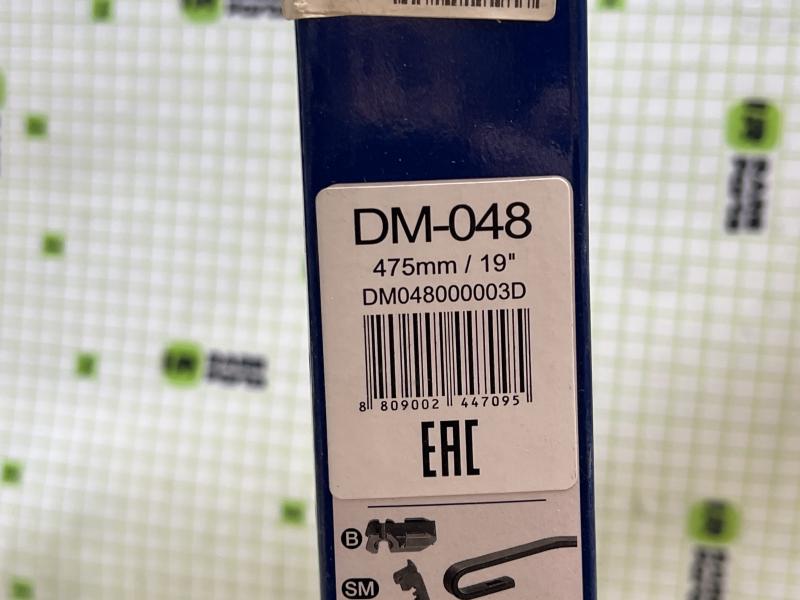 DM-048
475mm / 19"
DM048000003D
8 809002 447095
EAC
B
SM